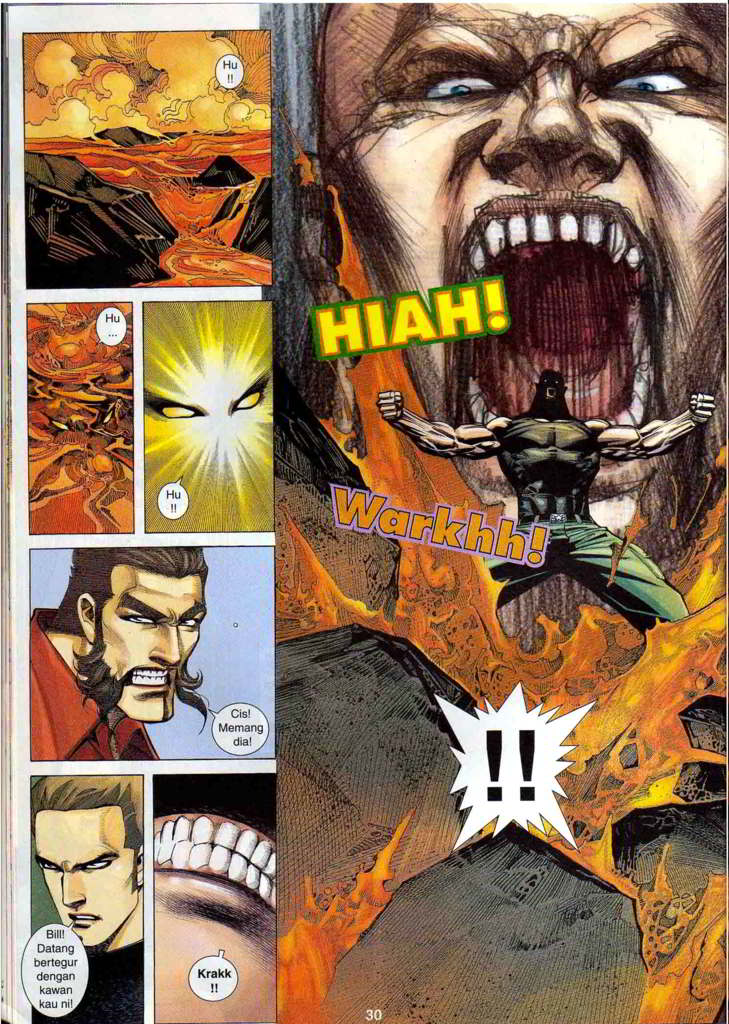 Hu
!!
Hu
...
Hu
!!
Cis!
Memang
dia!
Bill!
Datang
bertegur
dengan
kawan
kau ni!
Krakk
!!
HIAH!
Warkhh!
!!
30